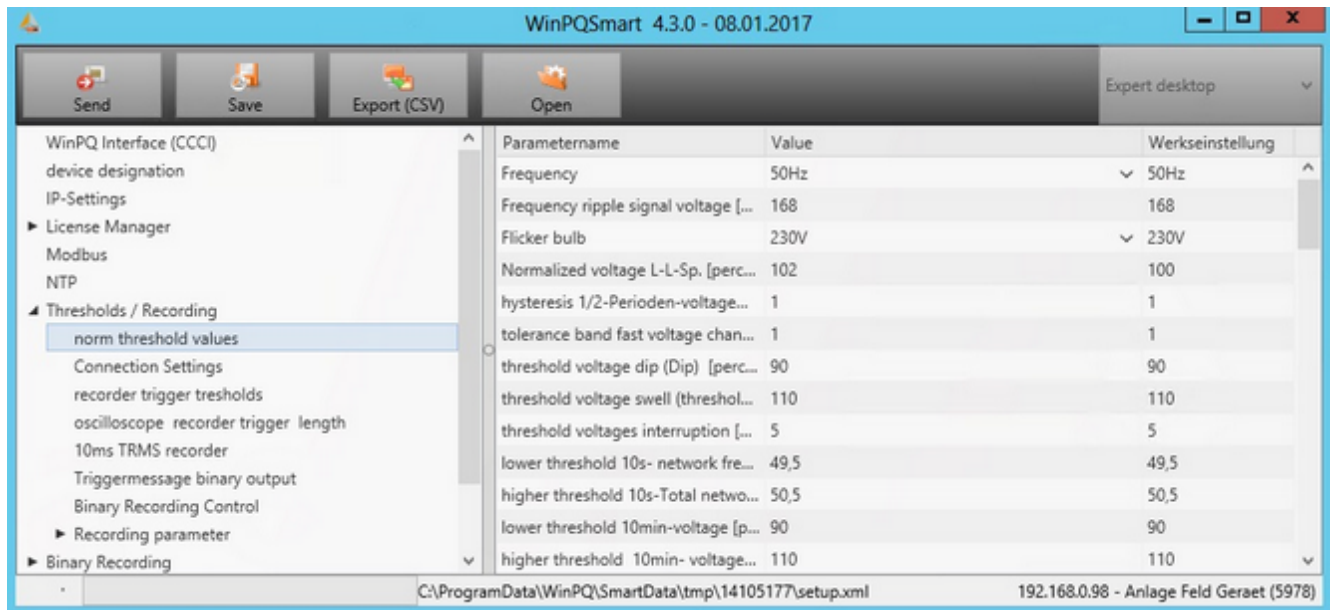 WinPQSmart 4.3.0 - 08.01.2017
Send Save Export (CSV) Open Expert desktop
WinPQ Interface (CCCI)
device designation
IP-Settings
License Manager
Modbus
NTP
Thresholds / Recording
norm threshold values
Connection Settings
recorder trigger tresholds
oscilloscope recorder trigger length
10ms TRMS recorder
Triggermessage binary output
Binary Recording Control
Recording parameter
Binary Recording
Parametername Value Werkseinstellung
Frequency 50Hz 50Hz
Frequency ripple signal voltage [... 168 168
Flicker bulb 230V 230V
Normalized voltage L-L-Sp. [perc... 102 100
hysteresis 1/2-Perioden-voltage... 1 1
tolerance band fast voltage chan... 1 1
threshold voltage dip (Dip) [perc... 90 90
threshold voltage swell (threshol... 110 110
threshold voltages interruption [... 5 5
lower threshold 10s- network fre... 49,5 49,5
higher threshold 10s-Total netwo... 50,5 50,5
lower threshold 10min-voltage [p... 90 90
higher threshold 10min- voltage... 110 110
C:\ProgramData\WinPQ\SmartData\tmp\14105177\setup.xml 192.168.0.98 - Anlage Feld Geraet (5978)